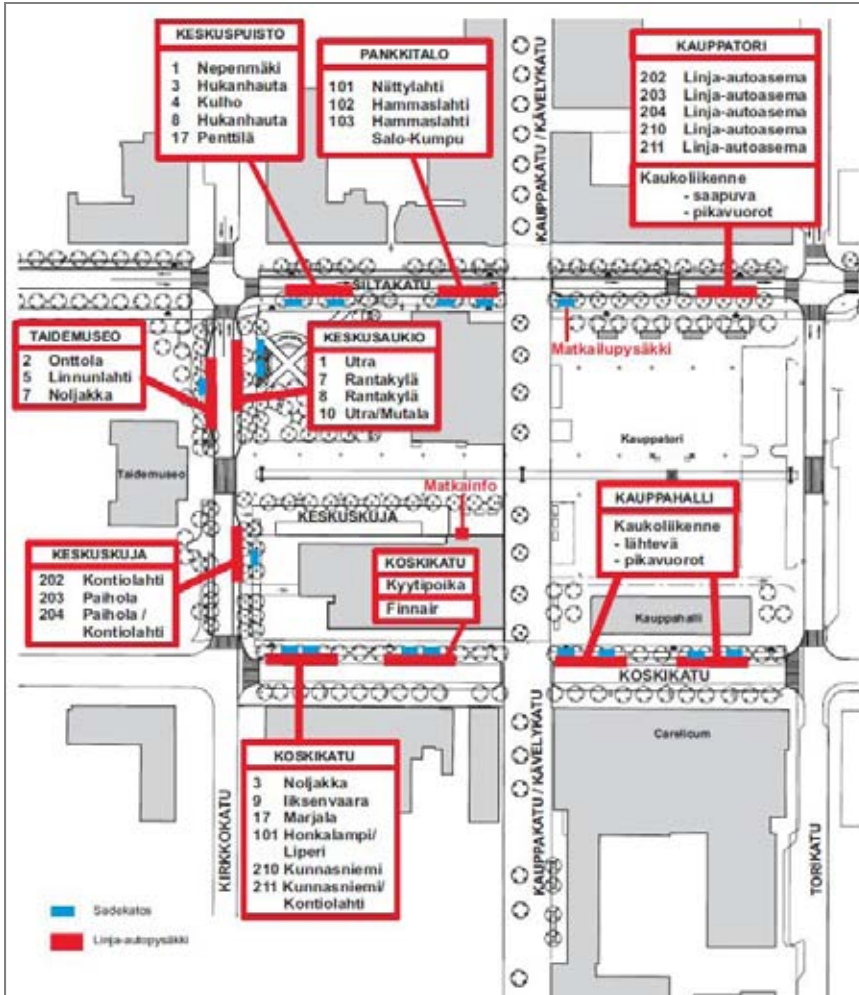 KESKUSPUISTO
1 Nepenmäki
3 Hukanhauta
4 Kulho
8 Hukanhauta
17 Penttilä
PANKKITALO
101 Niittylahti
102 Hammaslahti
103 Hammaslahti
Salo-Kumpu
KAUPPAKATU / KÄVELYKATU
KAUPPATORI
202 Linja-autoasema
203 Linja-autoasema
204 Linja-autoasema
210 Linja-autoasema
211 Linja-autoasema
Kaukoliikenne
- saapuva
- pikavuorot
SILTAKATU
TAIDEMUSEO
2 Onttola
5 Linnunlahti
7 Noljakka
KESKUSAUKIO
1 Utra
7 Rantakylä
8 Rantakylä
10 Utra/Mutala
Matkailupysäkki
Kauppatori
Taidemuseo
Matkainfo
KESKUSKUJA
KAUPPAHALLI
Kaukoliikenne
- lähtevä
- pikavuorot
KESKUSKUJA
202 Kontiolahti
203 Paihola
204 Paihola /
Kontiolahti
KOSKIKATU
Kyytipoika
Finnair
Kauppahalli
KOSKIKATU
KOSKIKATU
3 Noljakka
9 Iiksenvaara
17 Marjala
101 Honkalampi/
Liperi
210 Kunnasniemi
211 Kunnasniemi/
Kontiolahti
KIRKKOKATU
KAUPPAKATU / KÄVELYKATU
Carelicum
TORIKATU
Sadekatos
Linja-autopysäkki